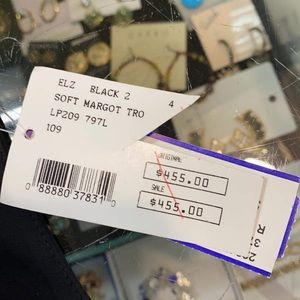 ELZ BLACK 2 4
SOFT MARGOT TRO
LP209 797L
109
ORIGINAL
$455.00
SALE
$455.00
0 88880 37831 0